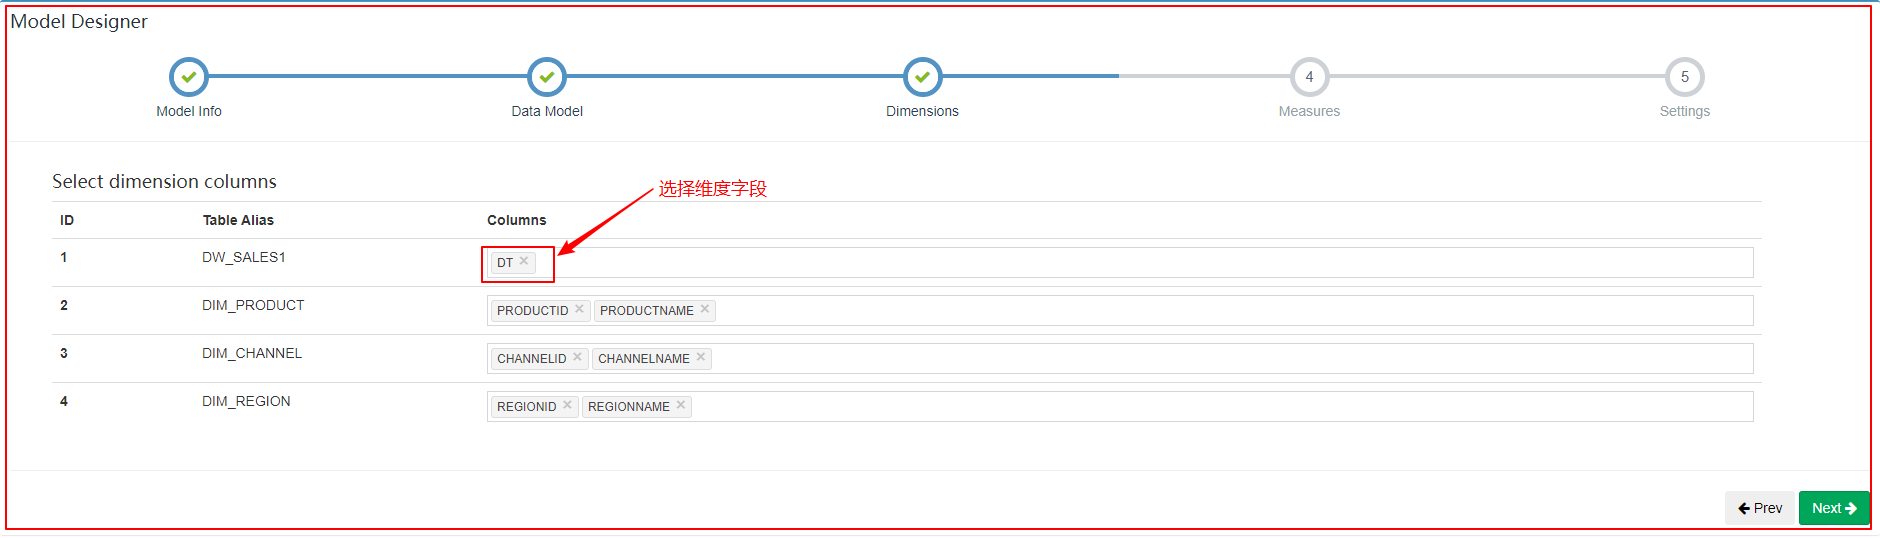 Model Designer
4
5
Model Info
Data Model
Dimensions
Measures
Settings
Select dimension columns
选择维度字段
ID Table Alias Columns
1 DW_SALES1 DT ×
2 DIM_PRODUCT PRODUCTID × PRODUCTNAME ×
3 DIM_CHANNEL CHANNELID × CHANNELNAME ×
4 DIM_REGION REGIONID × REGIONNAME ×
Prev
Next